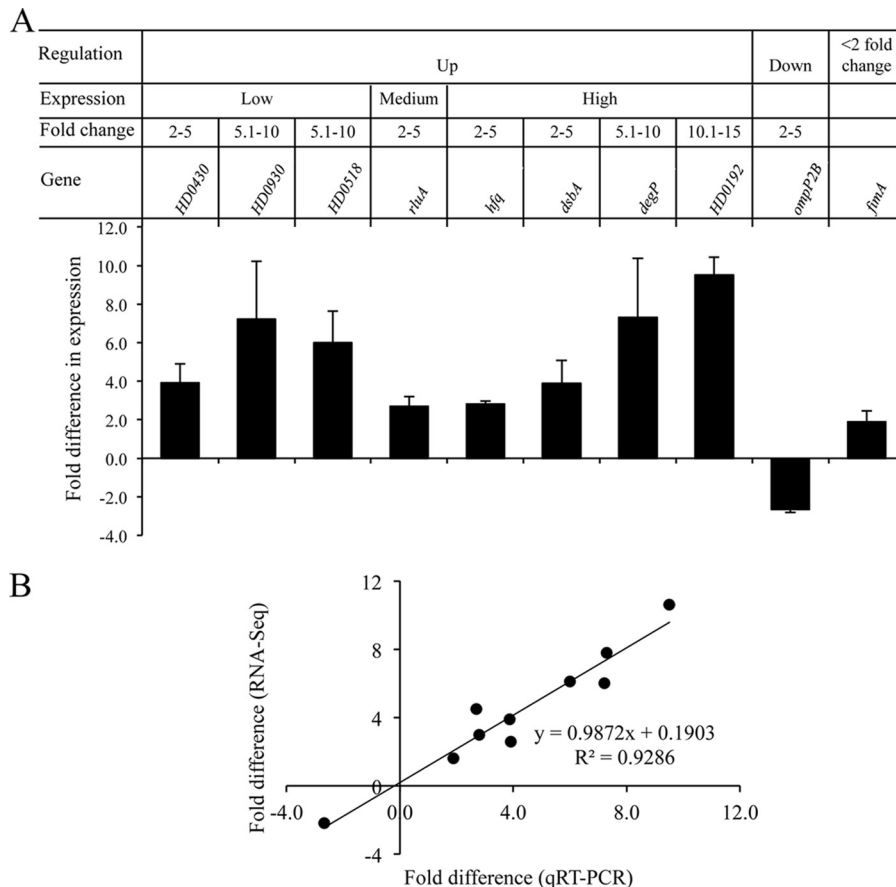 A
Regulation Up Down <2 fold change
Expression Low Medium High
Fold change 2-5 5.1-10 5.1-10 2-5 2-5 2-5 5.1-10 10.1-15 2-5
Gene HD0430 HD0930 HD0518 rluA hfq dsbA degP HD0192 ompP2B fimA
Fold difference in expression
12.0
10.0
8.0
6.0
4.0
2.0
0.0
-2.0
-4.0
B
Fold difference (RNA-Seq)
12
8
4
0
-4
y = 0.9872x + 0.1903
R² = 0.9286
-4.0 0.0 4.0 8.0 12.0
Fold difference (qRT-PCR)